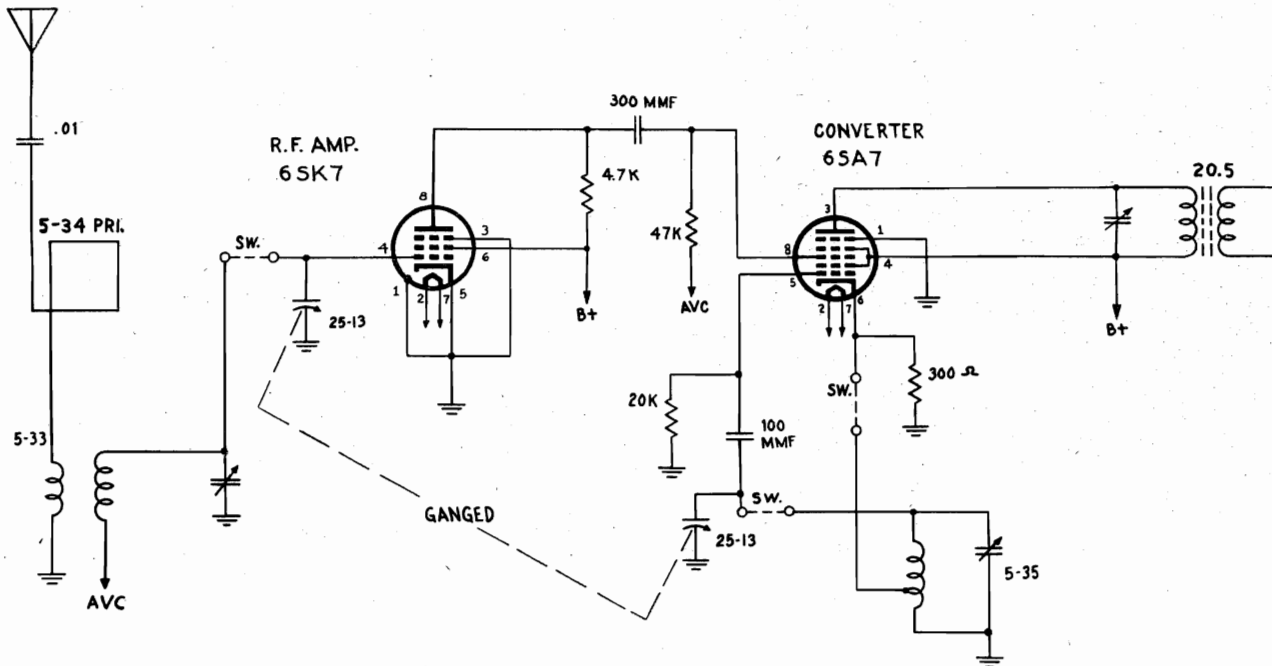 .01
5-34 PRI.
R.F. AMP.
6SK7
300 MMF
CONVERTER
6SA7
20.5
SW.
4.7K
47K
AVC
B+
8
4
3
6
1
2
7
5
25-13
3
8
5
1
4
2
7
6
B+
SW.
300 Ω
20K
100
MMF
SW.
25-13
5-35
GANGED
5-33
AVC